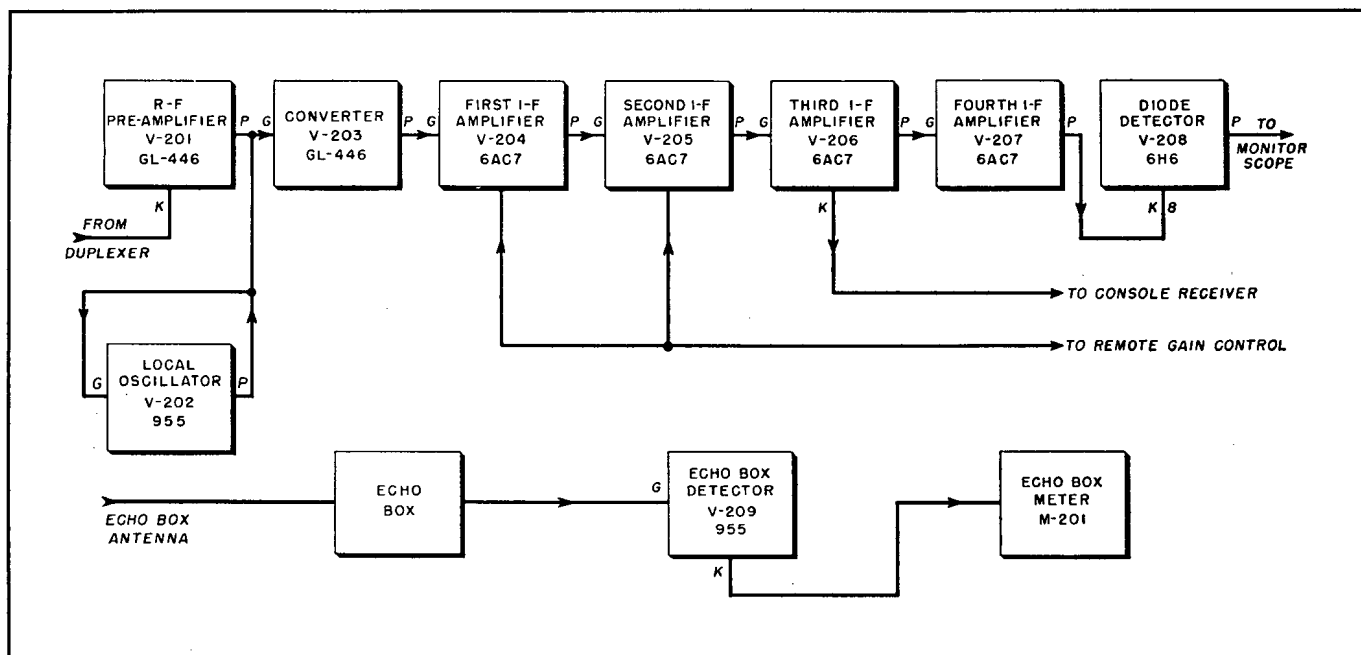 R-F
PRE-AMPLIFIER
V-201
GL-446
P
G
CONVERTER
V-203
GL-446
P
G
FIRST I-F
AMPLIFIER
V-204
6AC7
P
G
SECOND I-F
AMPLIFIER
V-205
6AC7
P
G
THIRD I-F
AMPLIFIER
V-206
6AC7
P
G
FOURTH I-F
AMPLIFIER
V-207
6AC7
P
DIODE
DETECTOR
V-208
6H6
P
TO
MONITOR
SCOPE
K
FROM
DUPLEXER
K
K 8
TO CONSOLE RECEIVER
TO REMOTE GAIN CONTROL
G
LOCAL
OSCILLATOR
V-202
955
P
ECHO BOX
ANTENNA
ECHO
BOX
G
ECHO BOX
DETECTOR
V-209
955
K
ECHO BOX
METER
M-201